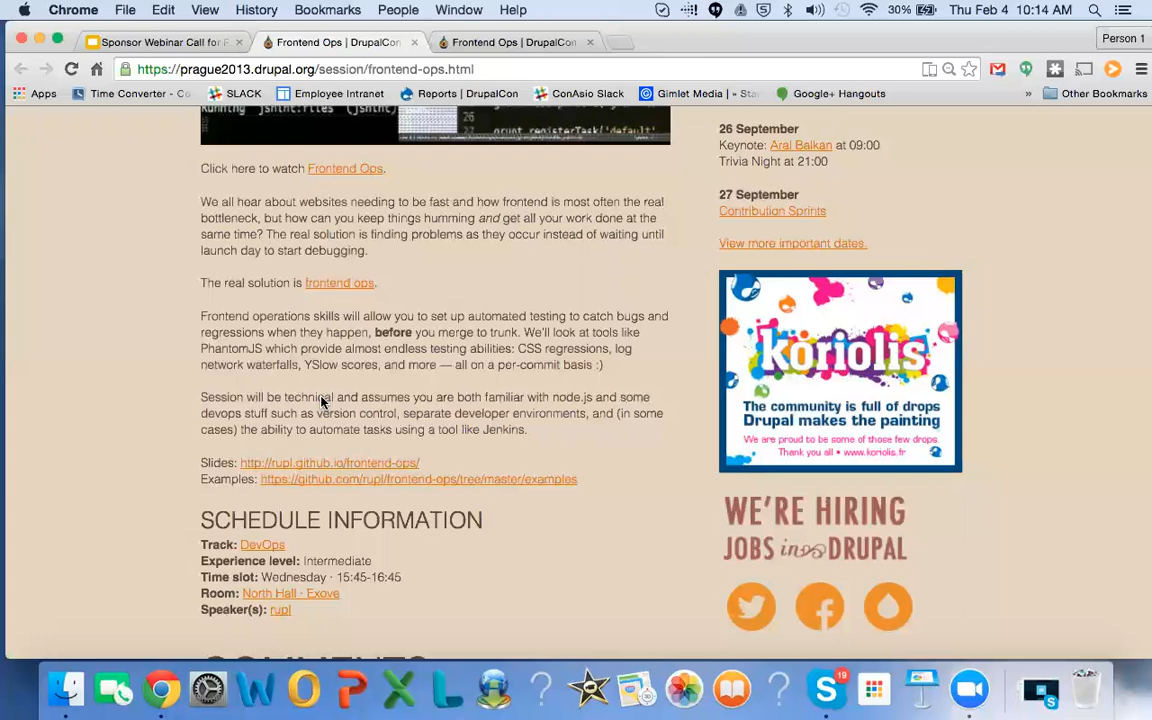 Chrome File Edit View History Bookmarks People Window Help 5 30% Thu Feb 4 10:14 AM
Sponsor Webinar Call for Frontend Ops | DrupalCon Frontend Ops | DrupalCon Person 1
https://prague2013.drupal.org/session/frontend-ops.html
Apps Time Converter - Co SLACK Employee Intranet Reports | DrupalCon ConAsio Slack Gimlet Media | » Sta Google+ Hangouts » Other Bookmarks
Running "jshint:files" (jshint)
26
grunt.registerTask('default'
26 September
Keynote: Aral Balkan at 09:00
Trivia Night at 21:00
27 September
Contribution Sprints
View more important dates.
Click here to watch Frontend Ops.
We all hear about websites needing to be fast and how frontend is most often the real
bottleneck, but how can you keep things humming and get all your work done at the
same time? The real solution is finding problems as they occur instead of waiting until
launch day to start debugging.
The real solution is frontend ops.
Frontend operations skills will allow you to set up automated testing to catch bugs and
regressions when they happen, before you merge to trunk. We'll look at tools like
PhantomJS which provide almost endless testing abilities: CSS regressions, log
network waterfalls, YSlow scores, and more — all on a per-commit basis :)
Session will be technical and assumes you are both familiar with node.js and some
devops stuff such as version control, separate developer environments, and (in some
cases) the ability to automate tasks using a tool like Jenkins.
Slides: http://rupl.github.io/frontend-ops/
Examples: https://github.com/rupl/frontend-ops/tree/master/examples
SCHEDULE INFORMATION
Track: DevOps
Experience level: Intermediate
Time slot: Wednesday · 15:45-16:45
Room: North Hall · Exove
Speaker(s): rupl
COMMENTS
koriolis
The community is full of drops
Drupal makes the painting
We are proud to be some of those few drops.
Thank you all • www.koriolis.fr
WE'RE HIRING
JOBS in DRUPAL
W O P X L 30 19